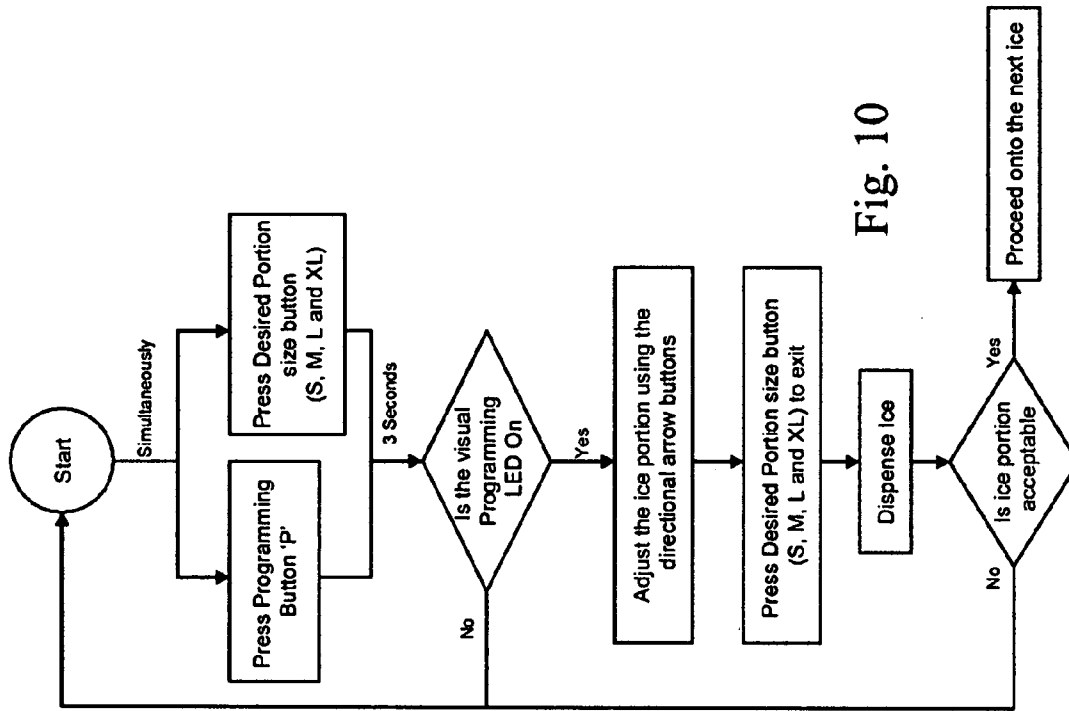 Start
Simultaneously
Press Programming
Button 'P'
Press Desired Portion
size button
(S, M, L and XL)
3 Seconds
Is the visual
Programming
LED On
No
Yes
Adjust the ice portion using the
directional arrow buttons
Press Desired Portion size button
(S, M, L and XL) to exit
Dispense Ice
Is ice portion
acceptable
No
Yes
Proceed onto the next ice
Fig. 10